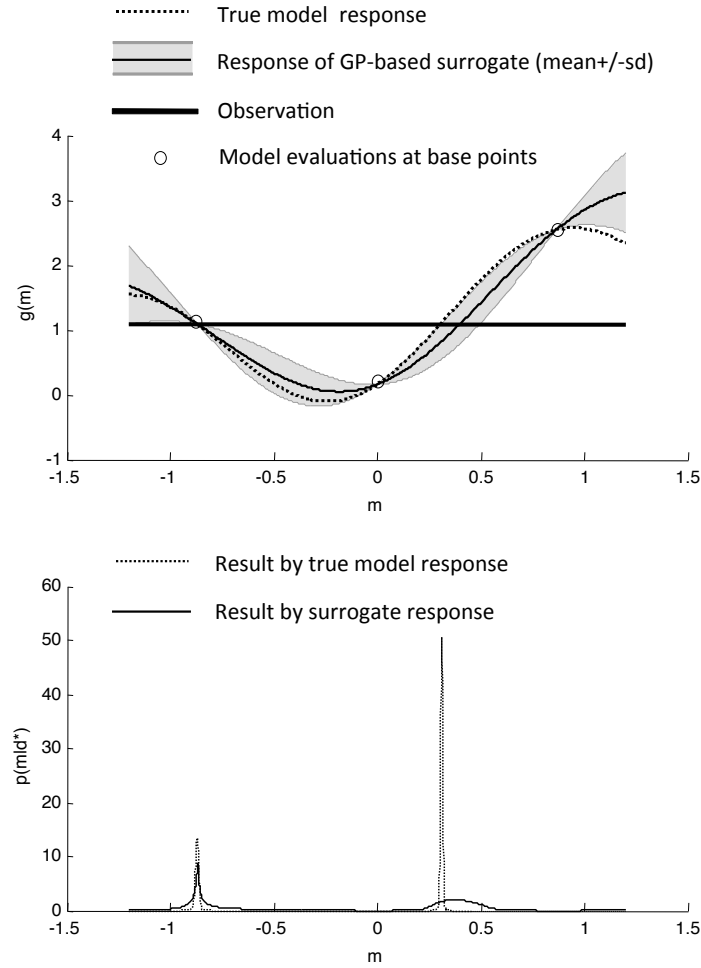 True model response
Response of GP-based surrogate (mean+/-sd)
Observation
Model evaluations at base points
4
3
2
1
0
-1
g(m)
-1.5 -1 -0.5 0 0.5 1 1.5
m
Result by true model response
Result by surrogate response
60
50
40
30
20
10
0
p(mld*)
-1.5 -1 -0.5 0 0.5 1 1.5
m